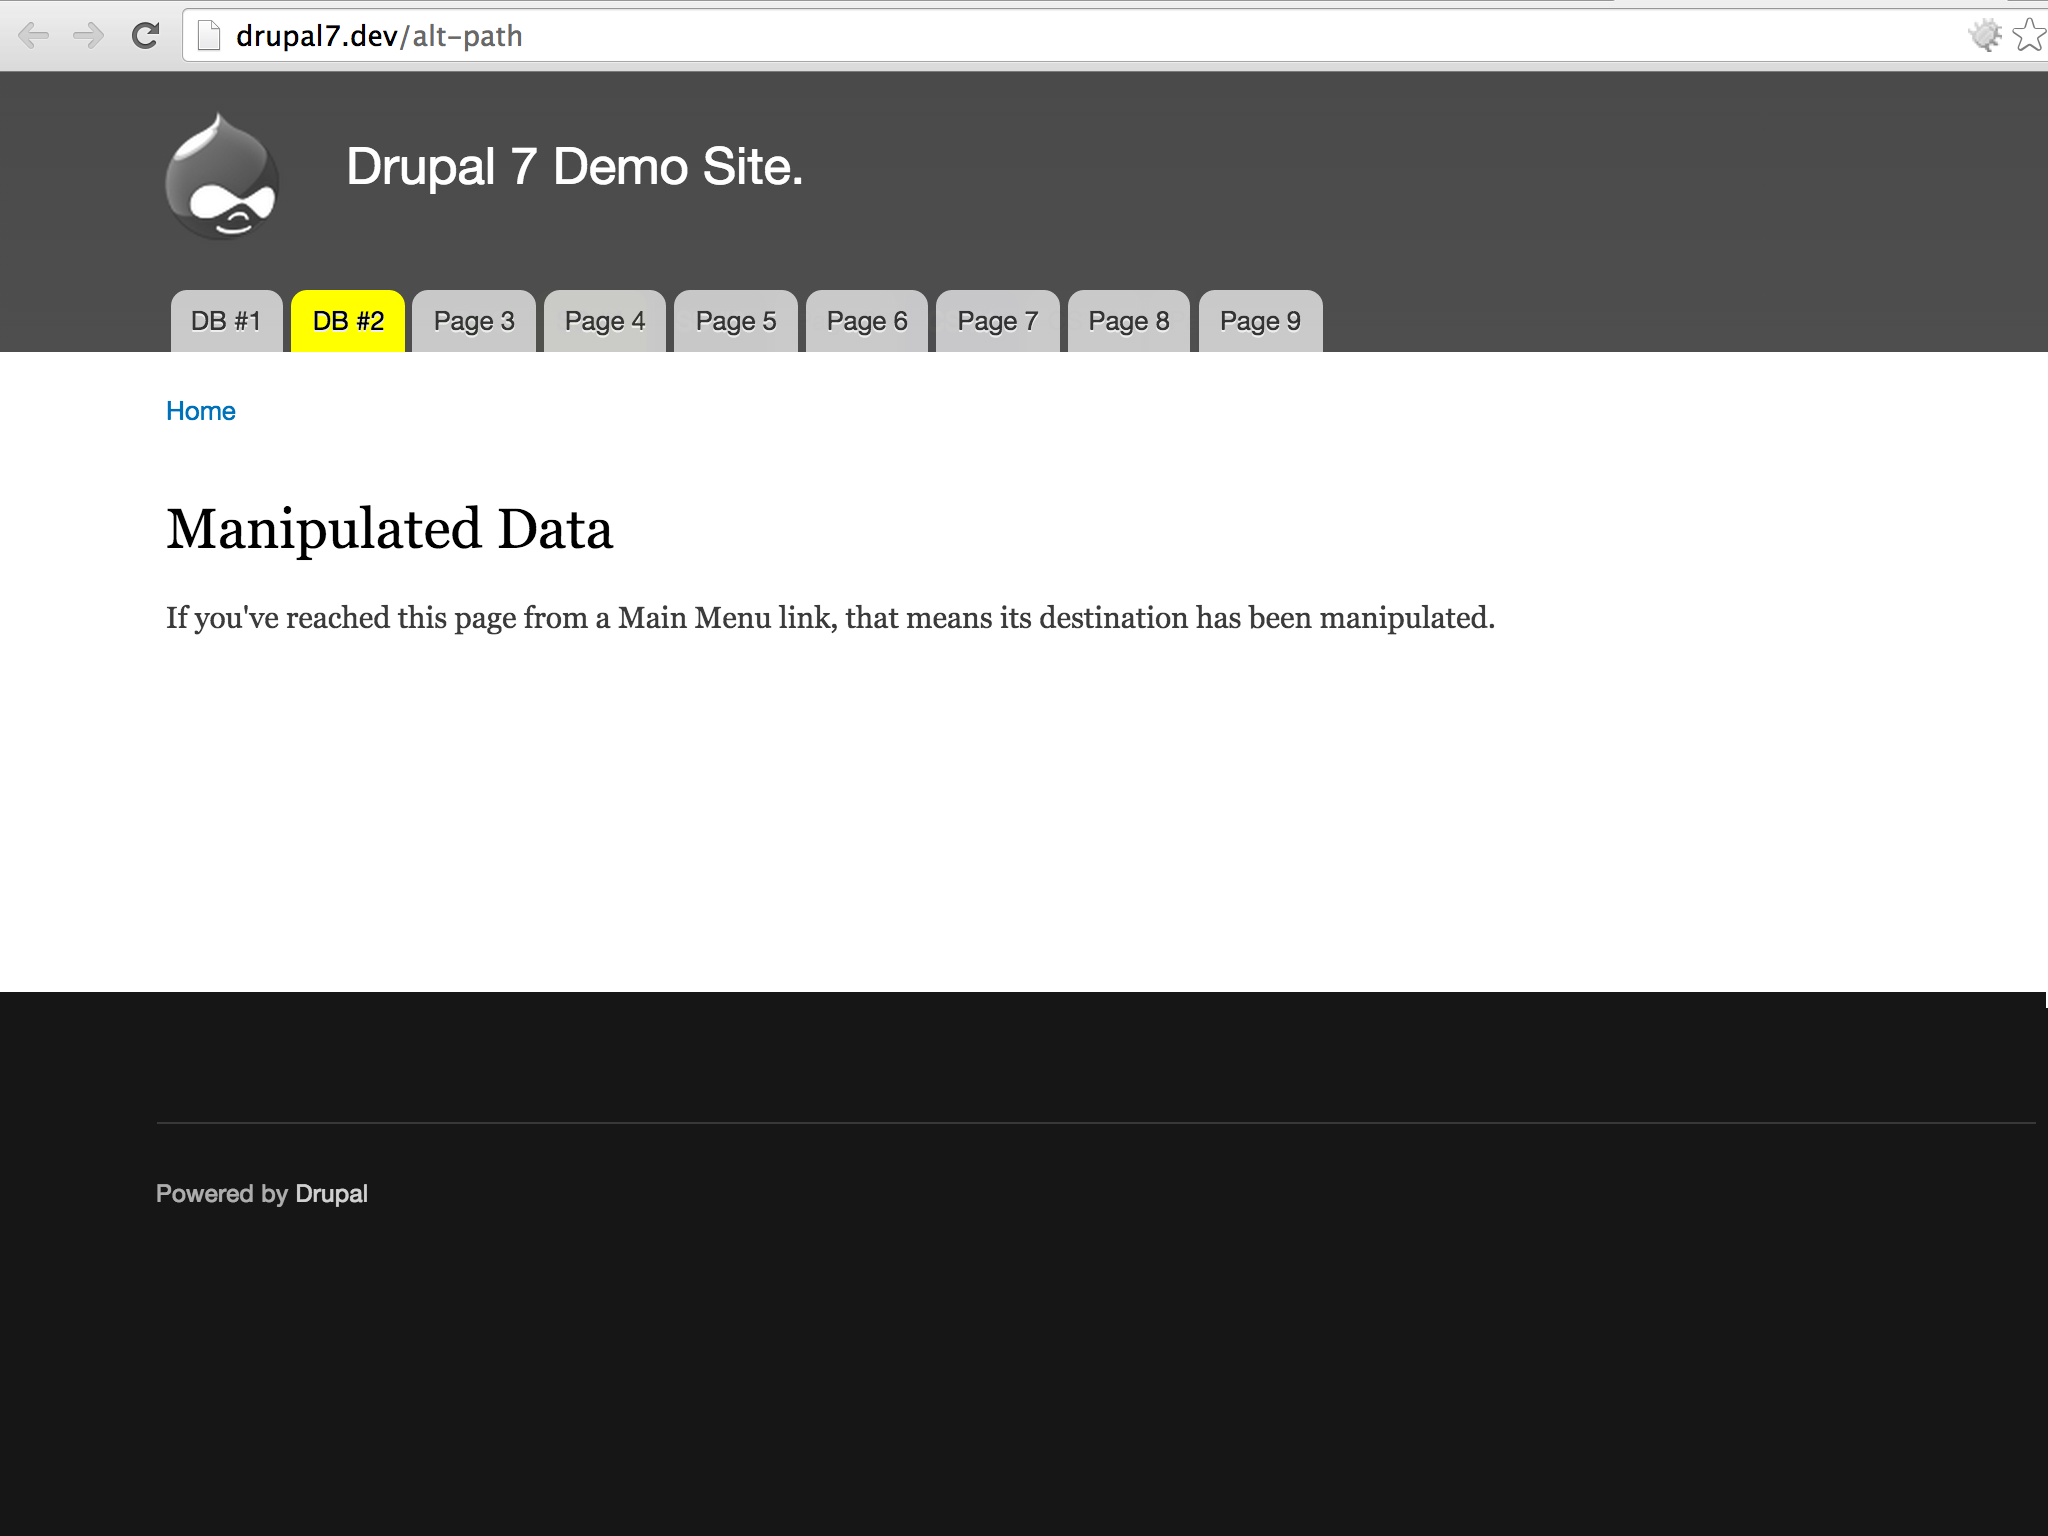 drupal7.dev/alt-path
Drupal 7 Demo Site.
DB #1 DB #2 Page 3 Page 4 Page 5 Page 6 Page 7 Page 8 Page 9
Home
Manipulated Data
If you've reached this page from a Main Menu link, that means its destination has been manipulated.
Powered by Drupal